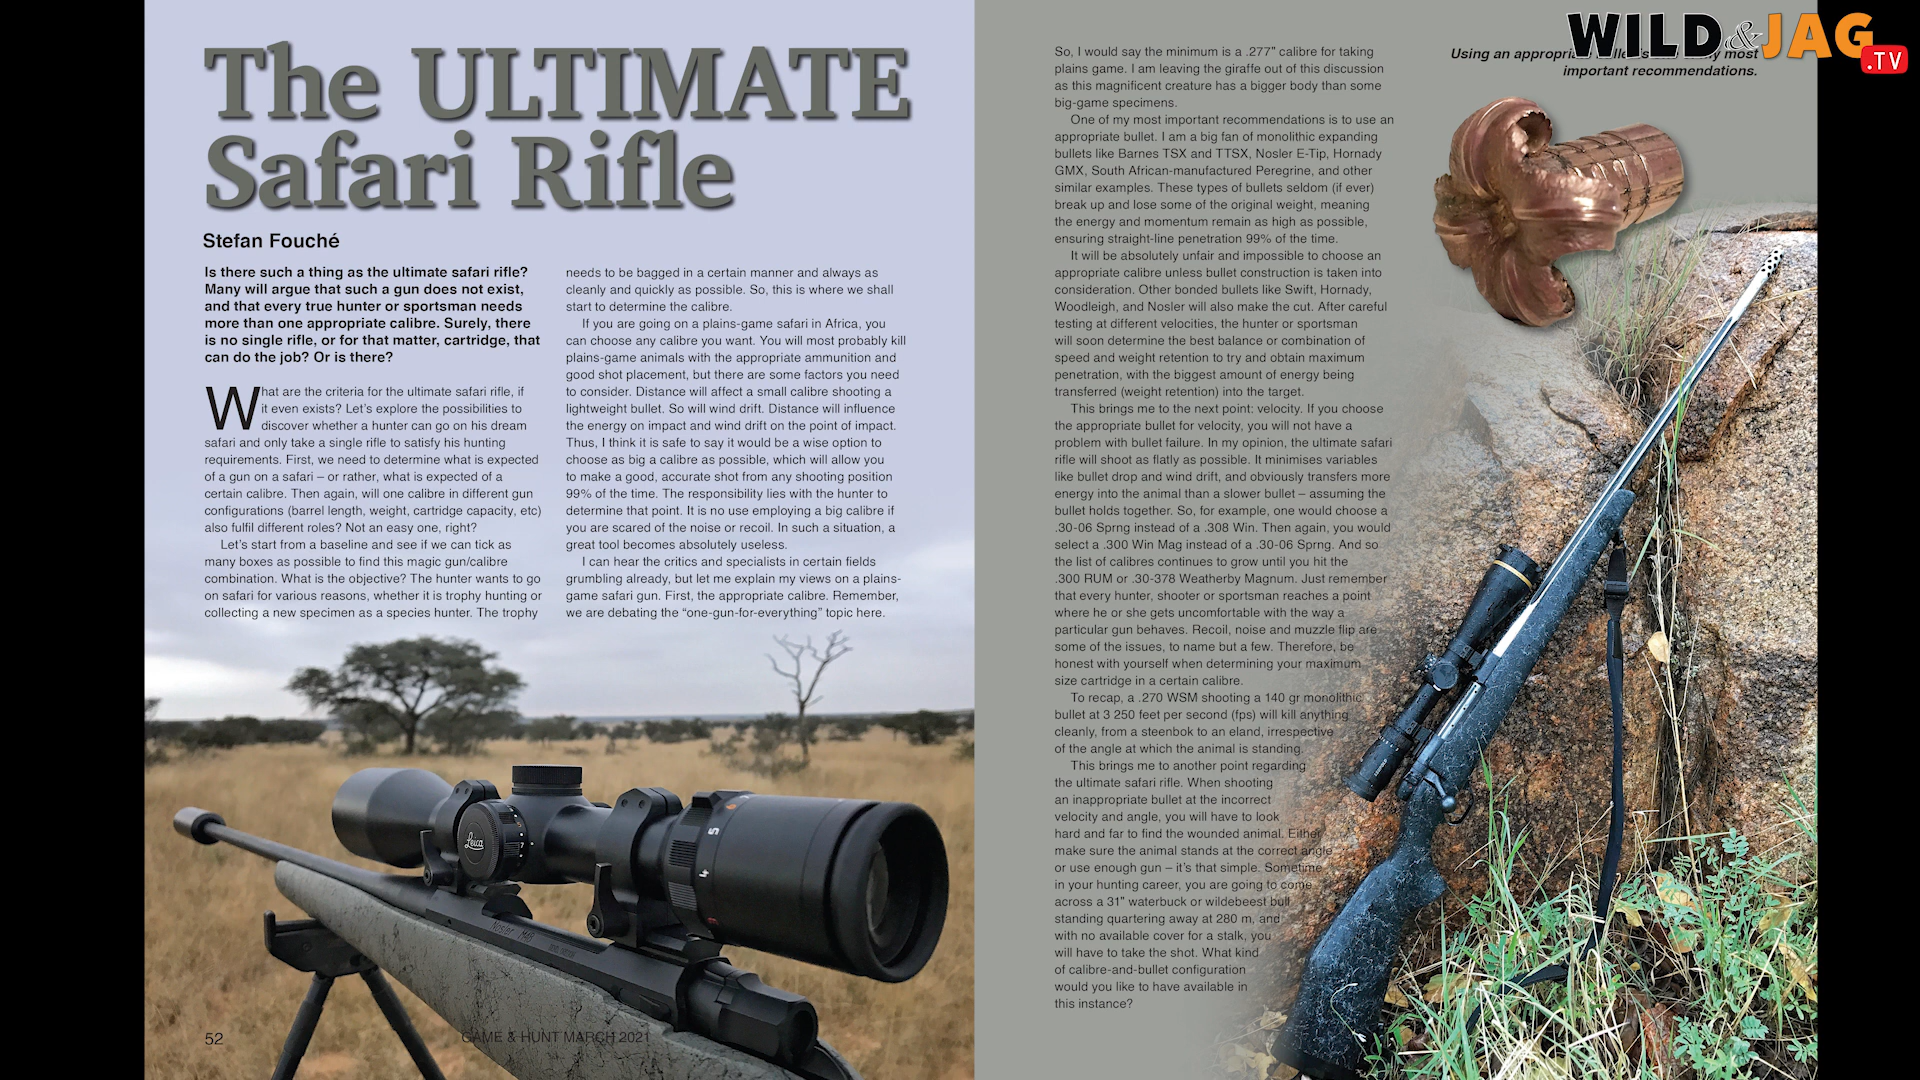 The ULTIMATE
Safari Rifle
Stefan Fouché
Is there such a thing as the ultimate safari rifle?
Many will argue that such a gun does not exist,
and that every true hunter or sportsman needs
more than one appropriate calibre. Surely, there
is no single rifle, or for that matter, cartridge, that
can do the job? Or is there?
What are the criteria for the ultimate safari rifle, if
it even exists? Let's explore the possibilities to
discover whether a hunter can go on his dream
safari and only take a single rifle to satisfy his hunting
requirements. First, we need to determine what is expected
of a gun on a safari – or rather, what is expected of a
certain calibre. Then again, will one calibre in different gun
configurations (barrel length, weight, cartridge capacity, etc)
also fulfil different roles? Not an easy one, right?
Let's start from a baseline and see if we can tick as
many boxes as possible to find this magic gun/calibre
combination. What is the objective? The hunter wants to go
on safari for various reasons, whether it is trophy hunting or
collecting a new specimen as a species hunter. The trophy
needs to be bagged in a certain manner and always as
cleanly and quickly as possible. So, this is where we shall
start to determine the calibre.
If you are going on a plains-game safari in Africa, you
can choose any calibre you want. You will most probably kill
plains-game animals with the appropriate ammunition and
good shot placement, but there are some factors you need
to consider. Distance will affect a small calibre shooting a
lightweight bullet. So will wind drift. Distance will influence
the energy on impact and wind drift on the point of impact.
Thus, I think it is safe to say it would be a wise option to
choose as big a calibre as possible, which will allow you
to make a good, accurate shot from any shooting position
99% of the time. The responsibility lies with the hunter to
determine that point. It is no use employing a big calibre if
you are scared of the noise or recoil. In such a situation, a
great tool becomes absolutely useless.
I can hear the critics and specialists in certain fields
grumbling already, but let me explain my views on a plains-
game safari gun. First, the appropriate calibre. Remember,
we are debating the "one-gun-for-everything" topic here.
Leica
52
GAME & HUNT MARCH 2021
So, I would say the minimum is a .277" calibre for taking
plains game. I am leaving the giraffe out of this discussion
as this magnificent creature has a bigger body than some
big-game specimens.
One of my most important recommendations is to use an
appropriate bullet. I am a big fan of monolithic expanding
bullets like Barnes TSX and TTSX, Nosler E-Tip, Hornady
GMX, South African-manufactured Peregrine, and other
similar examples. These types of bullets seldom (if ever)
break up and lose some of the original weight, meaning
the energy and momentum remain as high as possible,
ensuring straight-line penetration 99% of the time.
It will be absolutely unfair and impossible to choose an
appropriate calibre unless bullet construction is taken into
consideration. Other bonded bullets like Swift, Hornady,
Woodleigh, and Nosler will also make the cut. After careful
testing at different velocities, the hunter or sportsman
will soon determine the best balance or combination of
speed and weight retention to try and obtain maximum
penetration, with the biggest amount of energy being
transferred (weight retention) into the target.
This brings me to the next point: velocity. If you choose
the appropriate bullet for velocity, you will not have a
problem with bullet failure. In my opinion, the ultimate safari
rifle will shoot as flatly as possible. It minimises variables
like bullet drop and wind drift, and obviously transfers more
energy into the animal than a slower bullet – assuming the
bullet holds together. So, for example, one would choose a
.30-06 Sprng instead of a .308 Win. Then again, you would
select a .300 Win Mag instead of a .30-06 Sprng. And so
the list of calibres continues to grow until you hit the
.300 RUM or .30-378 Weatherby Magnum. Just remember
that every hunter, shooter or sportsman reaches a point
where he or she gets uncomfortable with the way a
particular gun behaves. Recoil, noise and muzzle flip are
some of the issues, to name but a few. Therefore, be
honest with yourself when determining your maximum
size cartridge in a certain calibre.
To recap, a .270 WSM shooting a 140 gr monolithic
bullet at 3 250 feet per second (fps) will kill anything
cleanly, from a steenbok to an eland, irrespective
of the angle at which the animal is standing.
This brings me to another point regarding
the ultimate safari rifle. When shooting
an inappropriate bullet at the incorrect
velocity and angle, you will have to look
hard and far to find the wounded animal. Either
make sure the animal stands at the correct angle
or use enough gun – it's that simple. Sometime
in your hunting career, you are going to come
across a 31" waterbuck or wildebeest bull
standing quartering away at 280 m, and
with no available cover for a stalk, you
will have to take the shot. What kind
of calibre-and-bullet configuration
would you like to have available in
this instance?
WILD & JAG
.TV
Using an most
important recommendations.